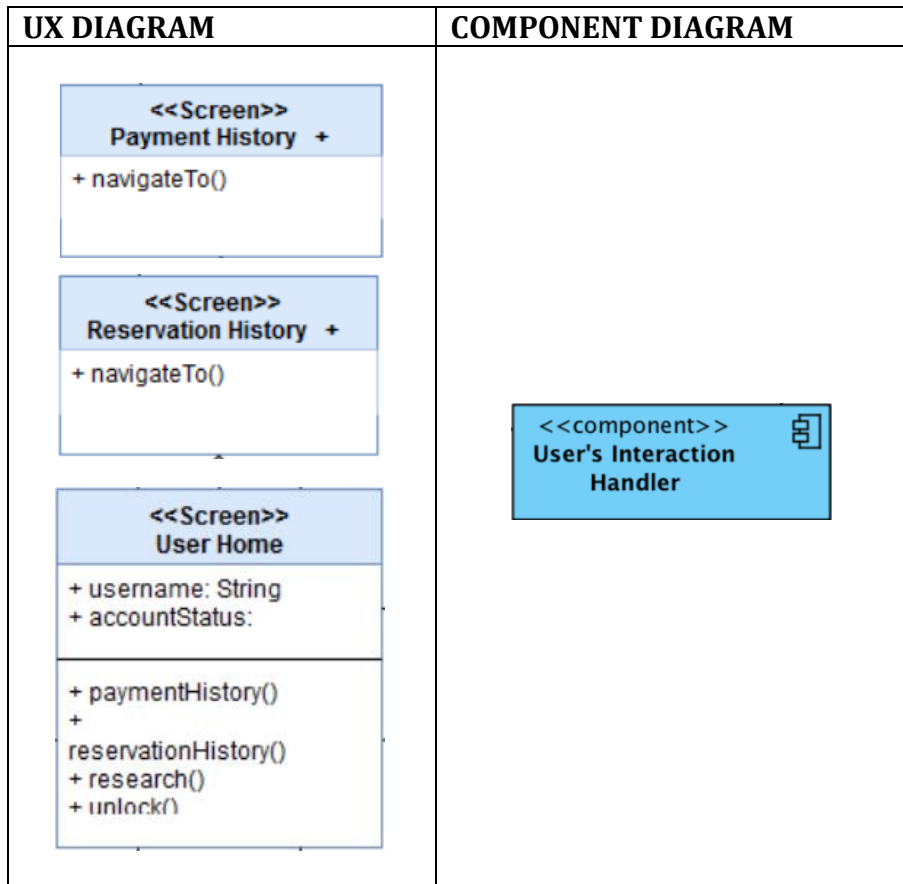 UX DIAGRAM
COMPONENT DIAGRAM
<<Screen>>
Payment History +
+ navigateTo()
<<Screen>>
Reservation History +
+ navigateTo()
<<Screen>>
User Home
+ username: String
+ accountStatus:
+ paymentHistory()
+
reservationHistory()
+ research()
+ unlock()
<<component>>
User's Interaction
Handler